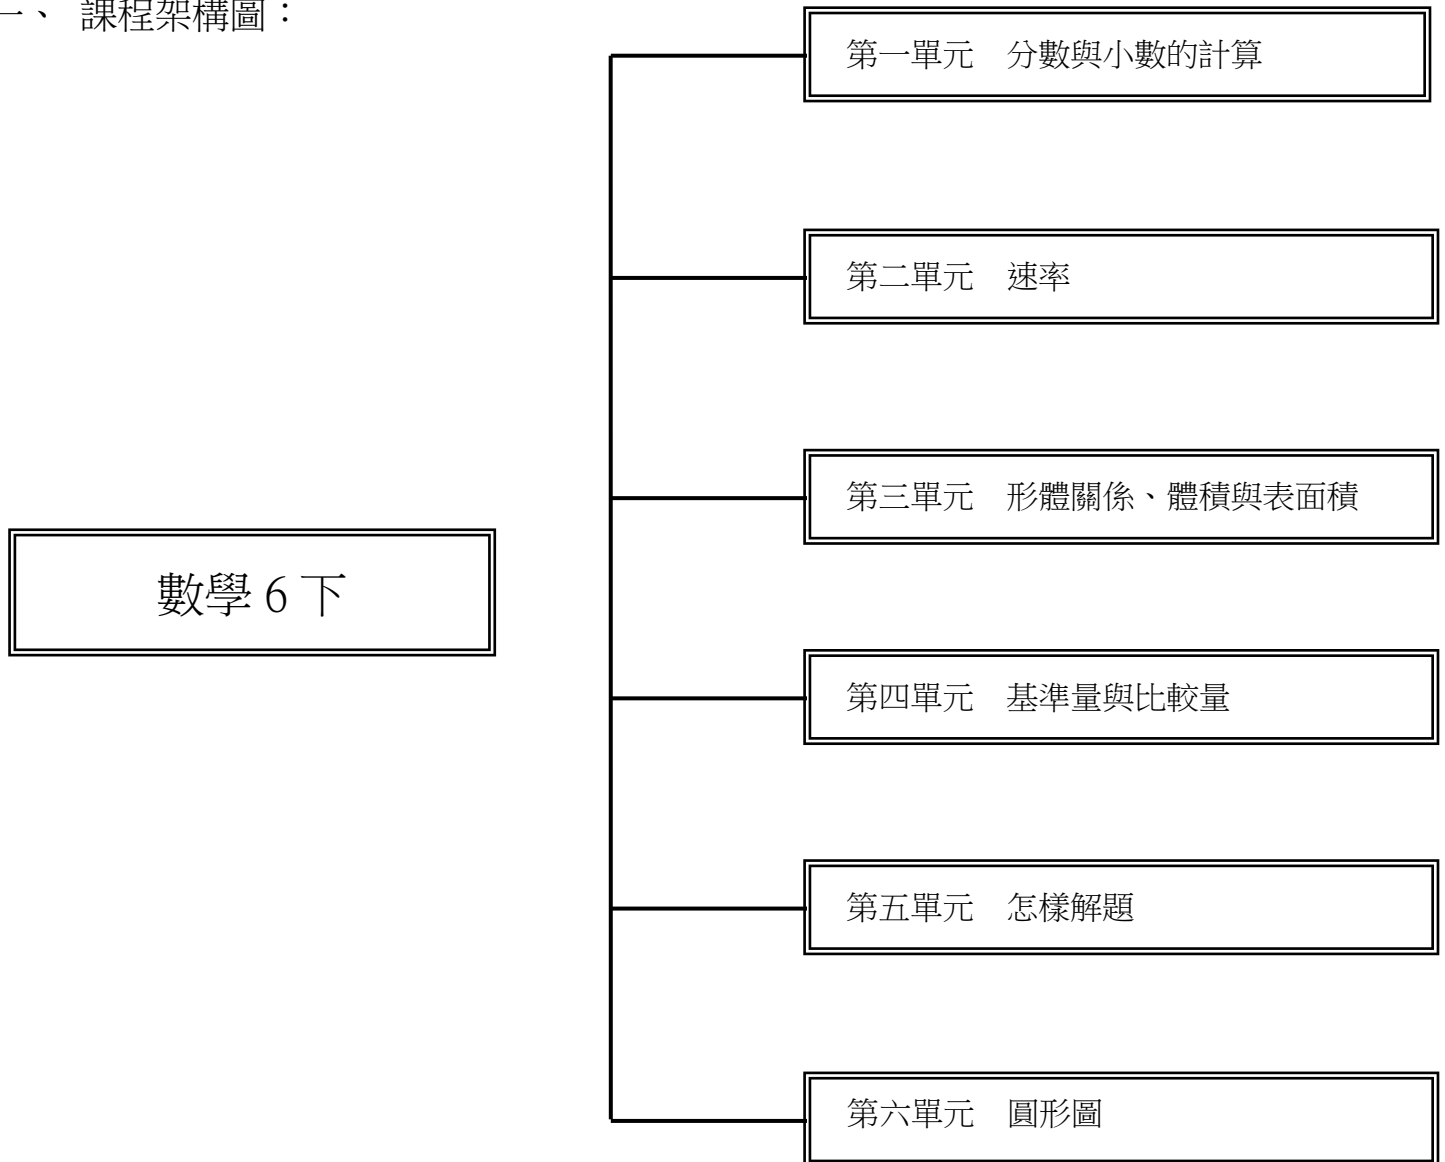 一、 課程架構圖：
第一單元　分數與小數的計算
第二單元　速率
第三單元　形體關係、體積與表面積
數學 6 下
第四單元　基準量與比較量
第五單元　怎樣解題
第六單元　圓形圖